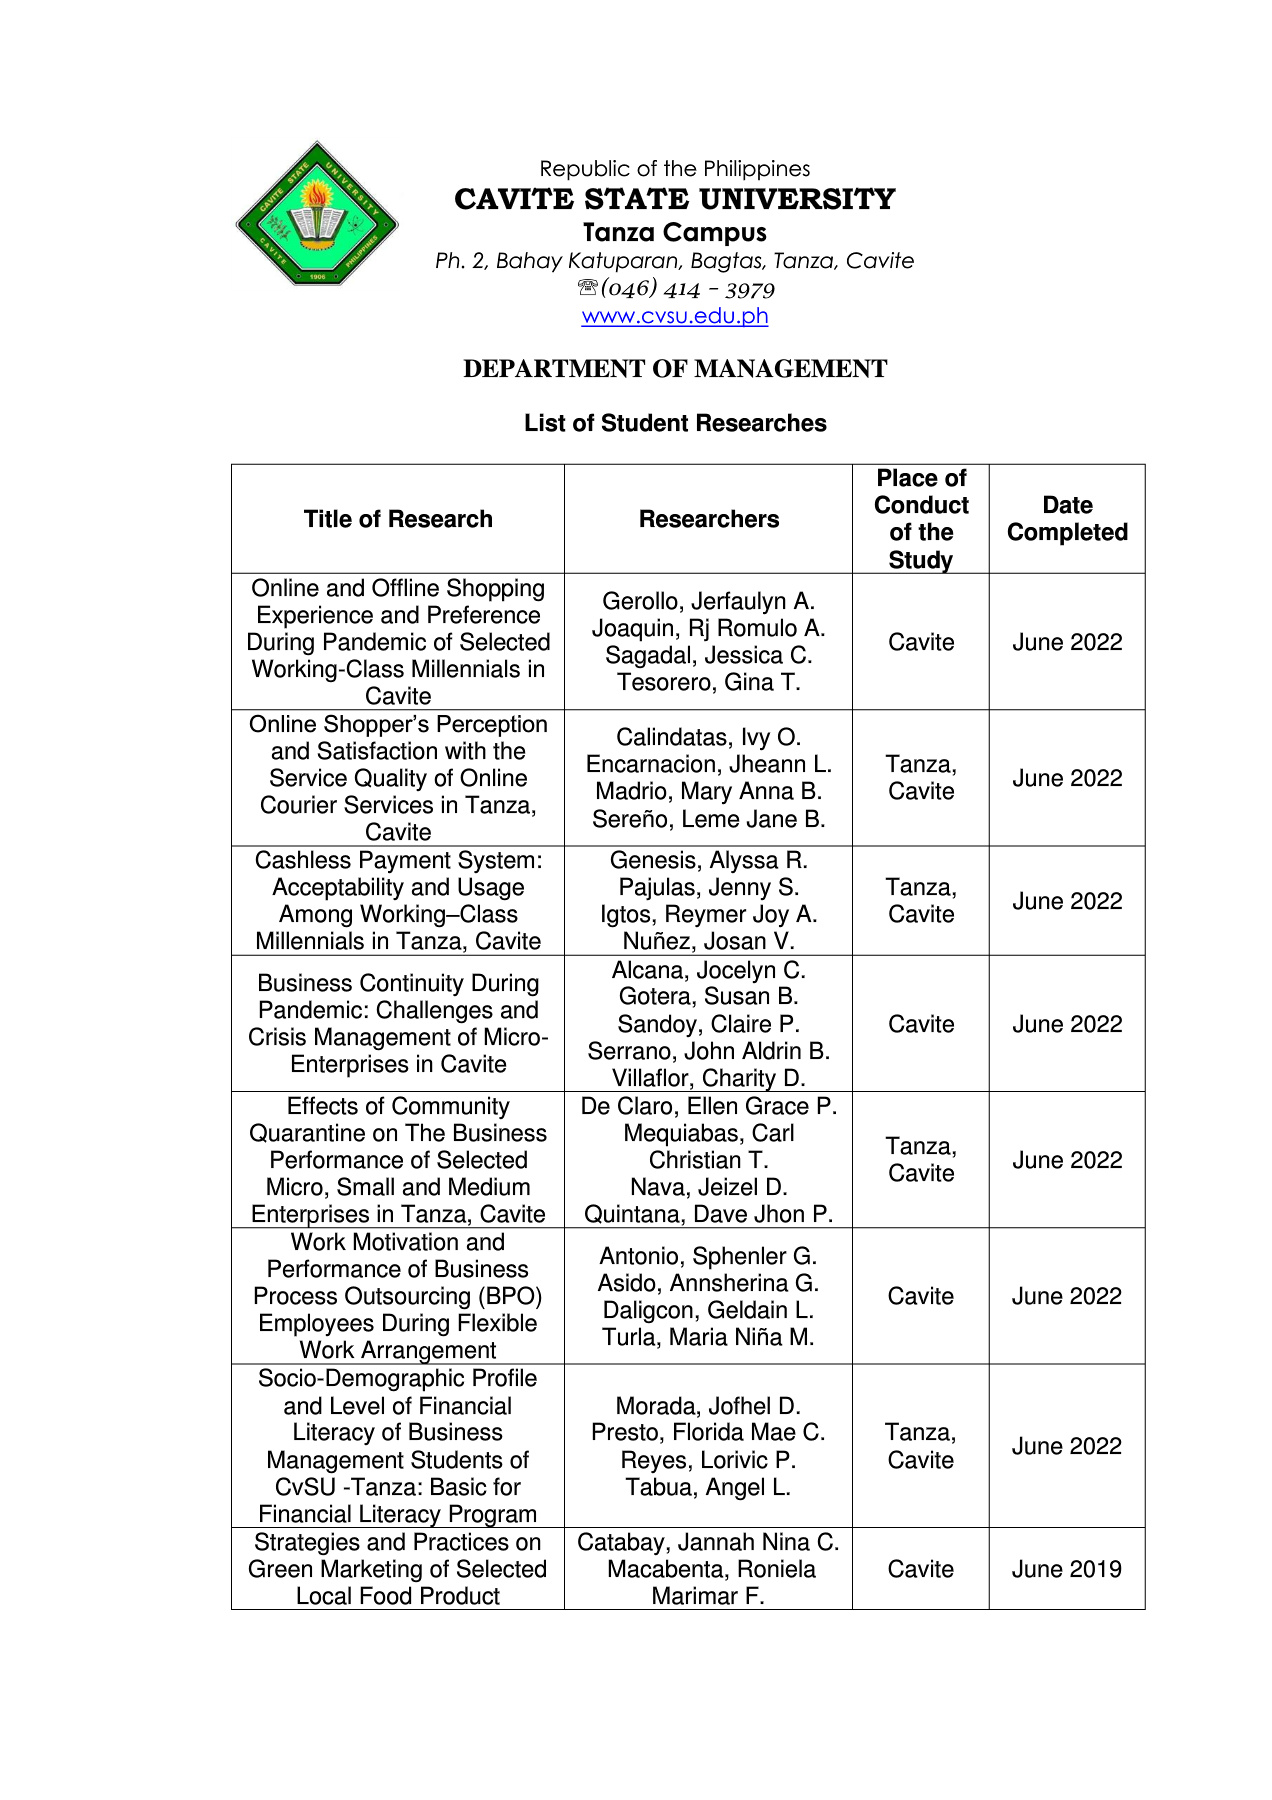 CAVITE STATE UNIVERSITY
CAVITE PHILIPPINES
1906
Republic of the Philippines
CAVITE STATE UNIVERSITY
Tanza Campus
Ph. 2, Bahay Katuparan, Bagtas, Tanza, Cavite
☏(046) 414 – 3979
www.cvsu.edu.ph
DEPARTMENT OF MANAGEMENT
List of Student Researches
Title of Research
Researchers
Place of
Conduct
of the
Study
Date
Completed
Online and Offline Shopping
Experience and Preference
During Pandemic of Selected
Working-Class Millennials in
Cavite
Gerollo, Jerfaulyn A.
Joaquin, Rj Romulo A.
Sagadal, Jessica C.
Tesorero, Gina T.
Cavite
June 2022
Online Shopper’s Perception
and Satisfaction with the
Service Quality of Online
Courier Services in Tanza,
Cavite
Calindatas, Ivy O.
Encarnacion, Jheann L.
Madrio, Mary Anna B.
Sereño, Leme Jane B.
Tanza,
Cavite
June 2022
Cashless Payment System:
Acceptability and Usage
Among Working–Class
Millennials in Tanza, Cavite
Genesis, Alyssa R.
Pajulas, Jenny S.
Igtos, Reymer Joy A.
Nuñez, Josan V.
Tanza,
Cavite
June 2022
Business Continuity During
Pandemic: Challenges and
Crisis Management of Micro-
Enterprises in Cavite
Alcana, Jocelyn C.
Gotera, Susan B.
Sandoy, Claire P.
Serrano, John Aldrin B.
Villaflor, Charity D.
Cavite
June 2022
Effects of Community
Quarantine on The Business
Performance of Selected
Micro, Small and Medium
Enterprises in Tanza, Cavite
De Claro, Ellen Grace P.
Mequiabas, Carl
Christian T.
Nava, Jeizel D.
Quintana, Dave Jhon P.
Tanza,
Cavite
June 2022
Work Motivation and
Performance of Business
Process Outsourcing (BPO)
Employees During Flexible
Work Arrangement
Antonio, Sphenler G.
Asido, Annsherina G.
Daligcon, Geldain L.
Turla, Maria Niña M.
Cavite
June 2022
Socio-Demographic Profile
and Level of Financial
Literacy of Business
Management Students of
CvSU -Tanza: Basic for
Financial Literacy Program
Morada, Jofhel D.
Presto, Florida Mae C.
Reyes, Lorivic P.
Tabua, Angel L.
Tanza,
Cavite
June 2022
Strategies and Practices on
Green Marketing of Selected
Local Food Product
Catabay, Jannah Nina C.
Macabenta, Roniela
Marimar F.
Cavite
June 2019